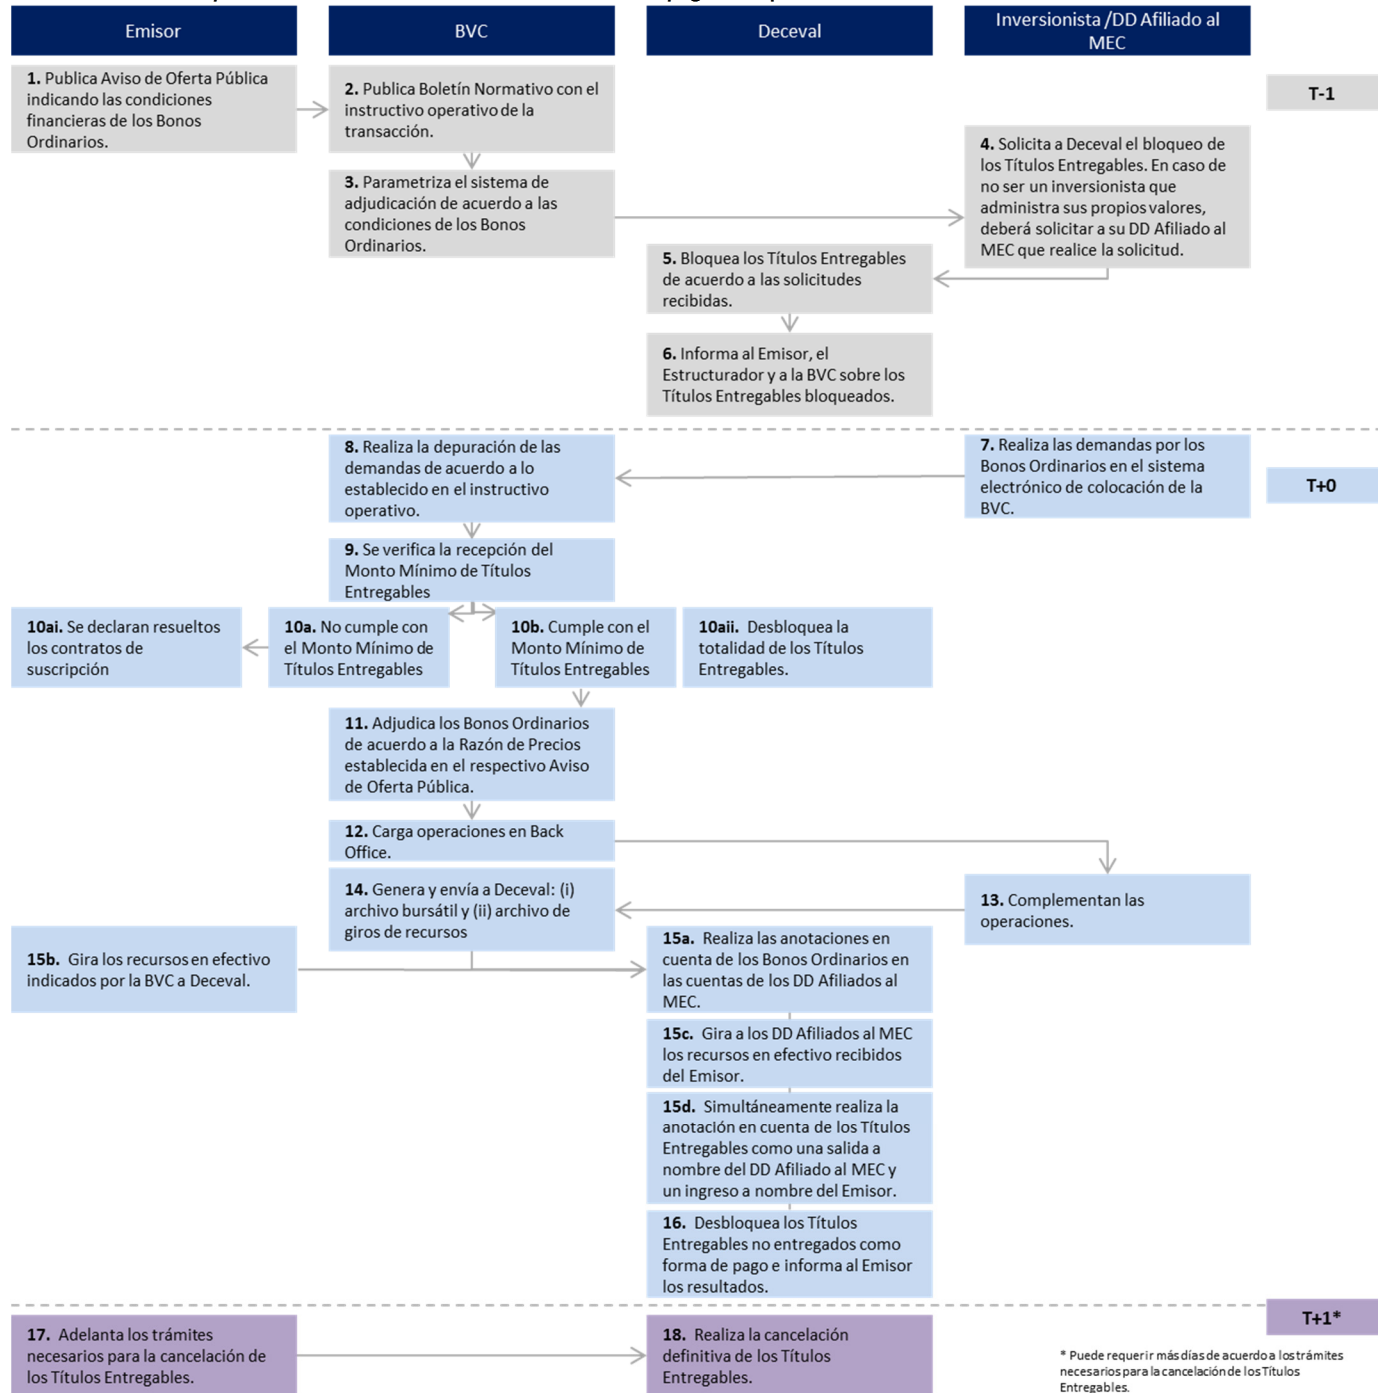 Emisor
BVC
Deceval
Inversionista /DD Afiliado al
MEC
T-1
1. Publica Aviso de Oferta Pública
indicando las condiciones
financieras de los Bonos
Ordinarios.
2. Publica Boletín Normativo con el
instructivo operativo de la
transacción.
3. Parametriza el sistema de
adjudicación de acuerdo a las
condiciones de los Bonos
Ordinarios.
4. Solicita a Deceval el bloqueo de
los Títulos Entregables. En caso de
no ser un inversionista que
administra sus propios valores,
deberá solicitar a su DD Afiliado al
MEC que realice la solicitud.
5. Bloquea los Títulos Entregables
de acuerdo a las solicitudes
recibidas.
6. Informa al Emisor, el
Estructurador y a la BVC sobre los
Títulos Entregables bloqueados.
T+0
7. Realiza las demandas por los
Bonos Ordinarios en el sistema
electrónico de colocación de la
BVC.
8. Realiza la depuración de las
demandas de acuerdo a lo
establecido en el instructivo
operativo.
9. Se verifica la recepción del
Monto Mínimo de Títulos
Entregables
10ai. Se declaran resueltos
los contratos de
suscripción
10a. No cumple con
el Monto Mínimo de
Títulos Entregables
10b. Cumple con el
Monto Mínimo de
Títulos Entregables
10aii. Desbloquea la
totalidad de los Títulos
Entregables.
11. Adjudica los Bonos Ordinarios
de acuerdo a la Razón de Precios
establecida en el respectivo Aviso
de Oferta Pública.
12. Carga operaciones en Back
Office.
13. Complementan las
operaciones.
14. Genera y envía a Deceval: (i)
archivo bursátil y (ii) archivo de
giros de recursos
15b. Gira los recursos en efectivo
indicados por la BVC a Deceval.
15a. Realiza las anotaciones en
cuenta de los Bonos Ordinarios en
las cuentas de los DD Afiliados al
MEC.
15c. Gira a los DD Afiliados al MEC
los recursos en efectivo recibidos
del Emisor.
15d. Simultáneamente realiza la
anotación en cuenta de los Títulos
Entregables como una salida a
nombre del DD Afiliado al MEC y
un ingreso a nombre del Emisor.
16. Desbloquea los Títulos
Entregables no entregados como
forma de pago e informa al Emisor
los resultados.
T+1*
17. Adelanta los trámites
necesarios para la cancelación de
los Títulos Entregables.
18. Realiza la cancelación
definitiva de los Títulos
Entregables.
* Puede requerir más días de acuerdo a los trámites
necesarios para la cancelación de los Títulos
Entregables.